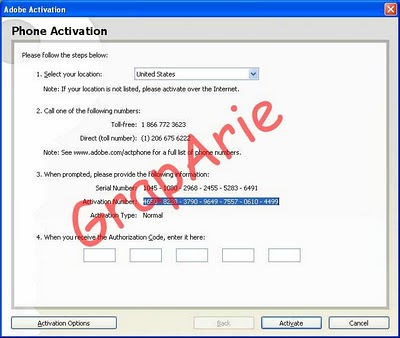 Adobe Activation
Phone Activation
Please follow the steps below:
1. Select your location: United States
Note: If your location is not listed, please activate over the Internet.
2. Call one of the following numbers:
Toll-free: 1 866 772 3623
Direct (toll number): (1) 206 675 6222
Note: See www.adobe.com/actphone for a full list of phone numbers.
3. When prompted, please provide the following information:
Serial Number: 1045 - 1080 - 2968 - 2455 - 5283 - 6491
Activation Number: - 3790 - 9649 - 7557 - 0610 - 4499
Activation Type: Normal
4. When you receive the Authorization Code, enter it here:
GrapArie
Activation Options Back Activate Cancel